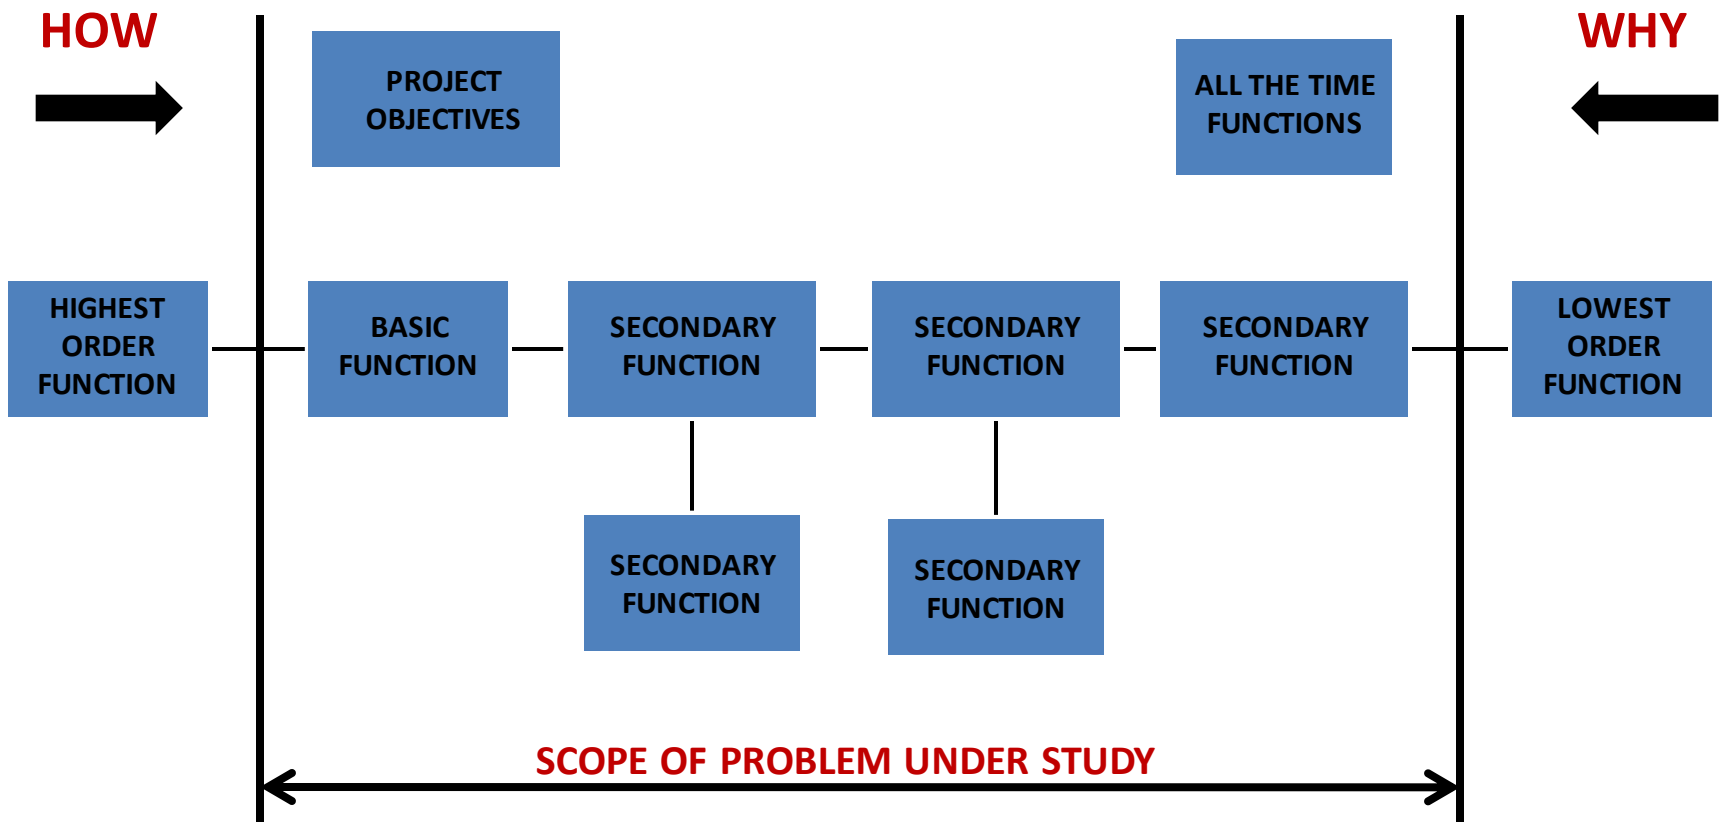 HOW
WHY
PROJECT
OBJECTIVES
ALL THE TIME
FUNCTIONS
HIGHEST
ORDER
FUNCTION
BASIC
FUNCTION
SECONDARY
FUNCTION
SECONDARY
FUNCTION
SECONDARY
FUNCTION
LOWEST
ORDER
FUNCTION
SECONDARY
FUNCTION
SECONDARY
FUNCTION
SCOPE OF PROBLEM UNDER STUDY